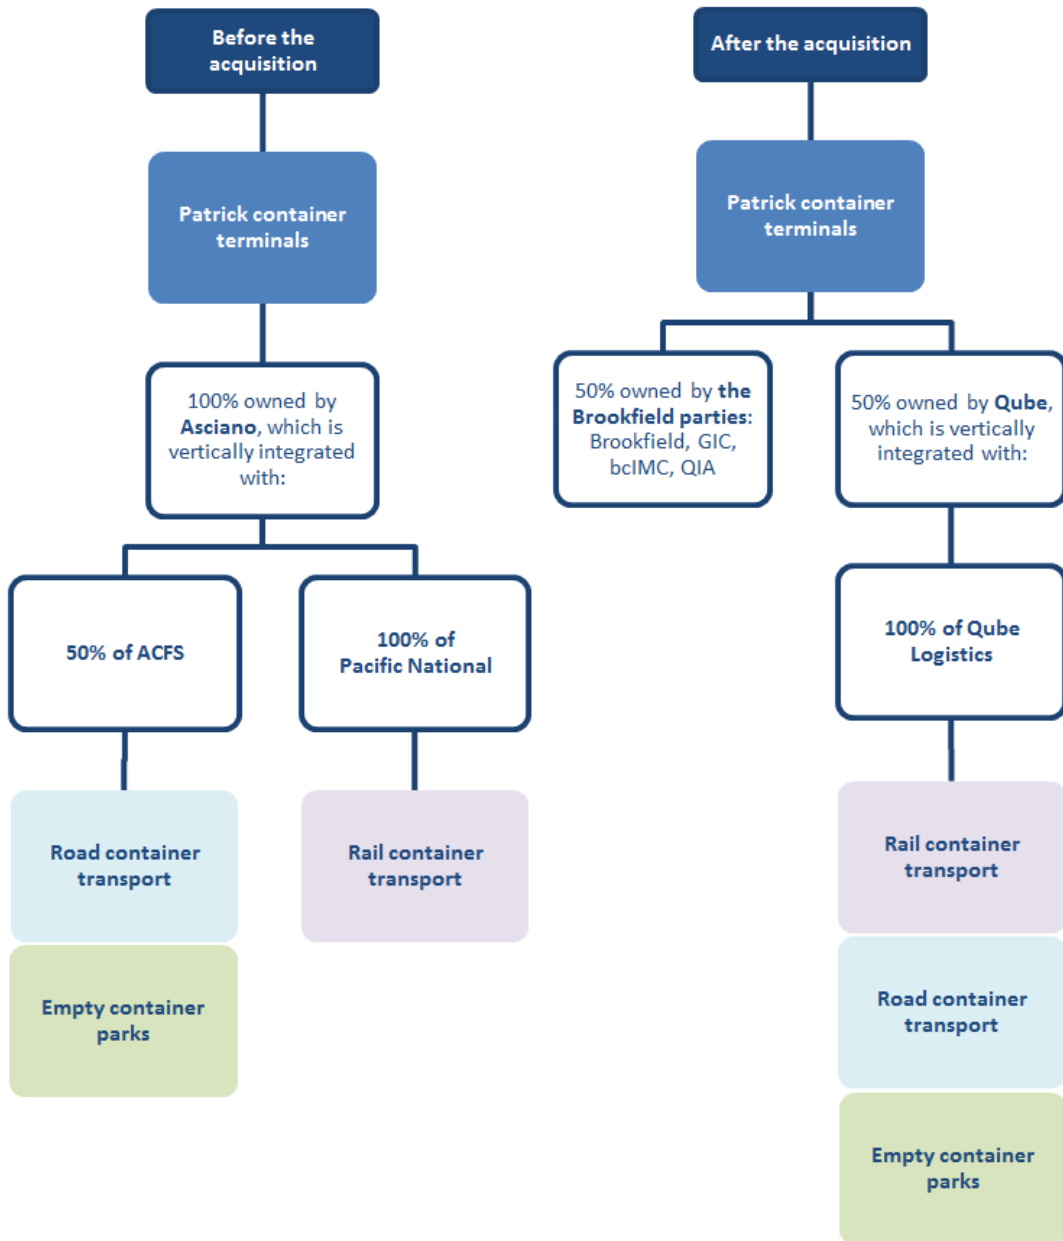 Before the
acquisition
Patrick container
terminals
100% owned by
Asciano, which is
vertically integrated
with:
50% of ACFS
100% of
Pacific National
Road container
transport
Rail container
transport
Empty container
parks
After the acquisition
Patrick container
terminals
50% owned by the
Brookfield parties:
Brookfield, GIC,
bcIMC, QIA
50% owned by Qube,
which is vertically
integrated with:
100% of Qube
Logistics
Rail container
transport
Road container
transport
Empty container
parks